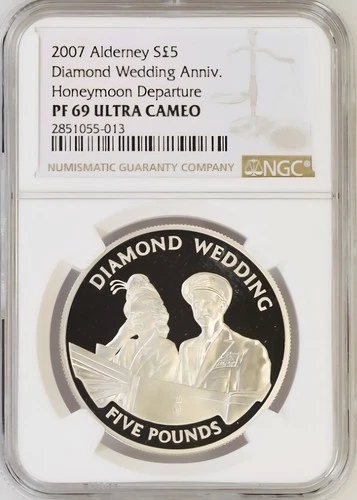 2007 Alderney S£5
Diamond Wedding Anniv.
Honeymoon Departure
PF 69 ULTRA CAMEO
2851055-013
NUMISMATIC GUARANTY COMPANY
NGC
DIAMOND WEDDING
FIVE POUNDS